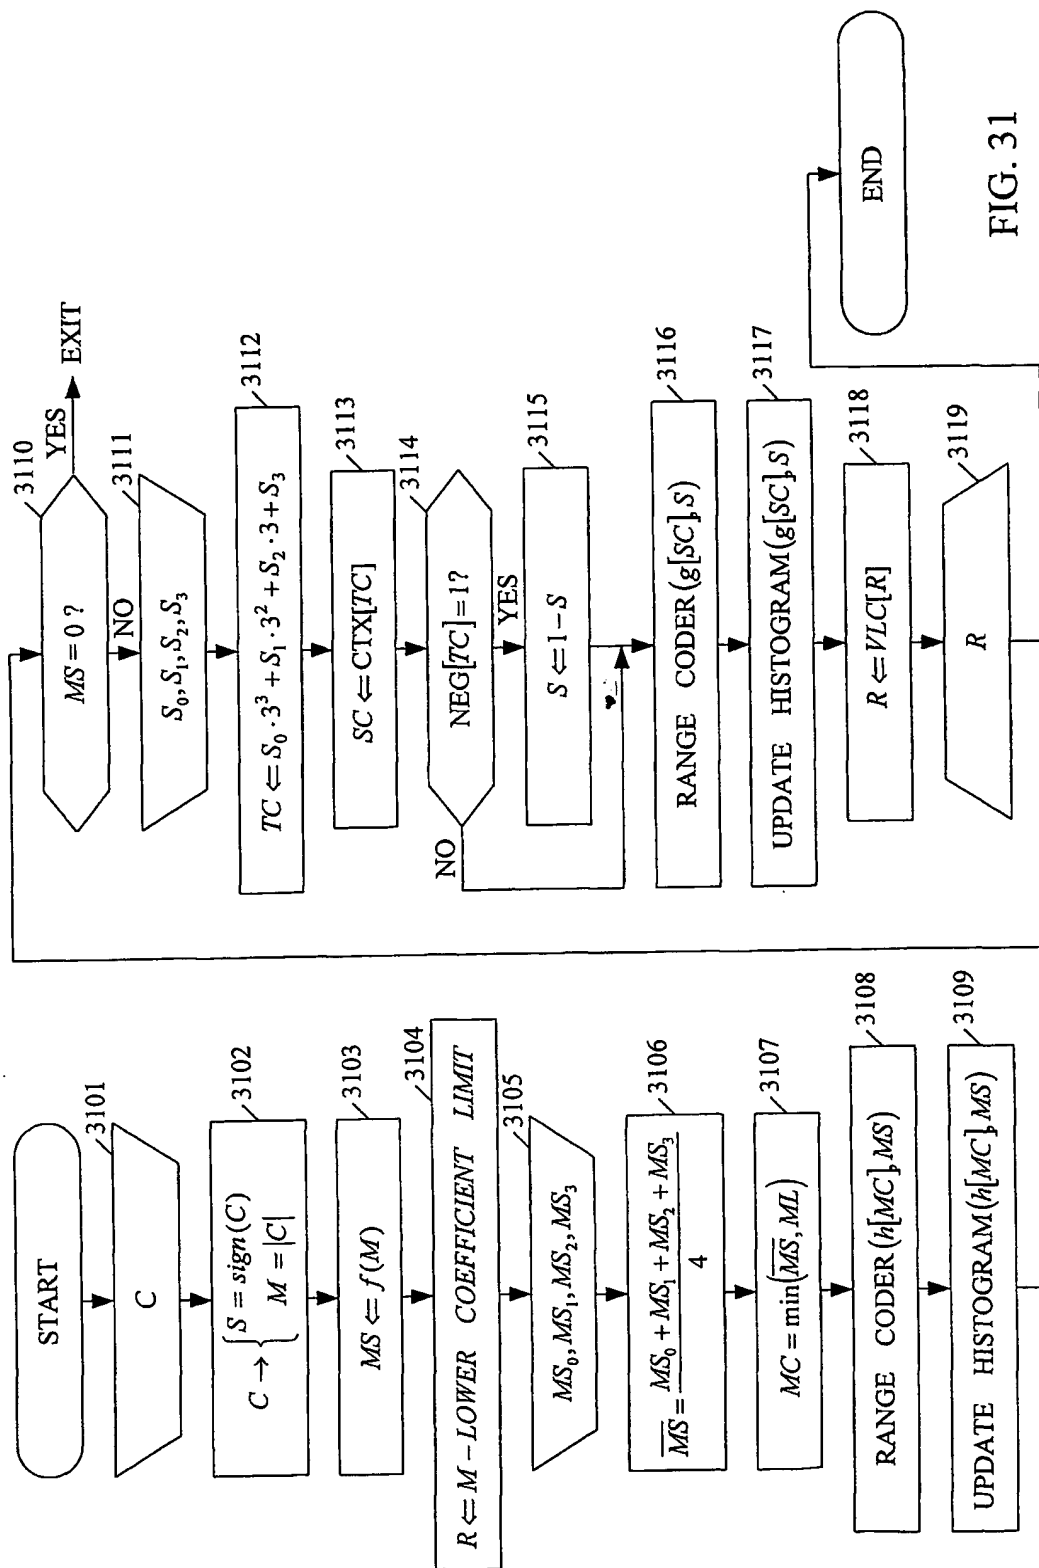 START
3101
C
3102
C → { S = sign(C)
M = |C|
3103
MS ⇐ f(M)
3104
R ⇐ M – LOWER COEFFICIENT LIMIT
3105
MS₀, MS₁, MS₂, MS₃
3106
M̅S̅ = MS₀ + MS₁ + MS₂ + MS₃
4
3107
MC = min(M̅S̅, ML)
3108
RANGE CODER(h[MC], MS)
3109
UPDATE HISTOGRAM(h[MC], MS)
3110
MS = 0 ?
YES
EXIT
NO
3111
S₀, S₁, S₂, S₃
3112
TC ⇐ S₀ · 3³ + S₁ · 3² + S₂ · 3 + S₃
3113
SC ⇐ CTX[TC]
3114
NEG[TC] = 1?
NO
YES
3115
S ⇐ 1 – S
3116
RANGE CODER(g[SC], S)
3117
UPDATE HISTOGRAM(g[SC], S)
3118
R ⇐ VLC[R]
3119
R
END
FIG. 31